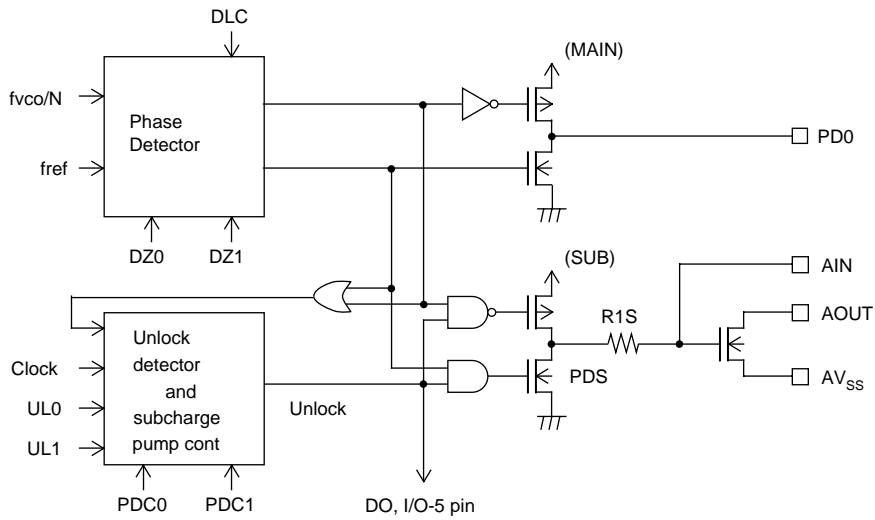 DLC
(MAIN)
fvco/N
Phase
Detector
PD0
fref
DZ0
DZ1
(SUB)
AIN
R1S
AOUT
Unlock
detector
and
subcharge
pump cont
Clock
PDS
AVSS
UL0
Unlock
UL1
PDC0
PDC1
DO, I/O-5 pin